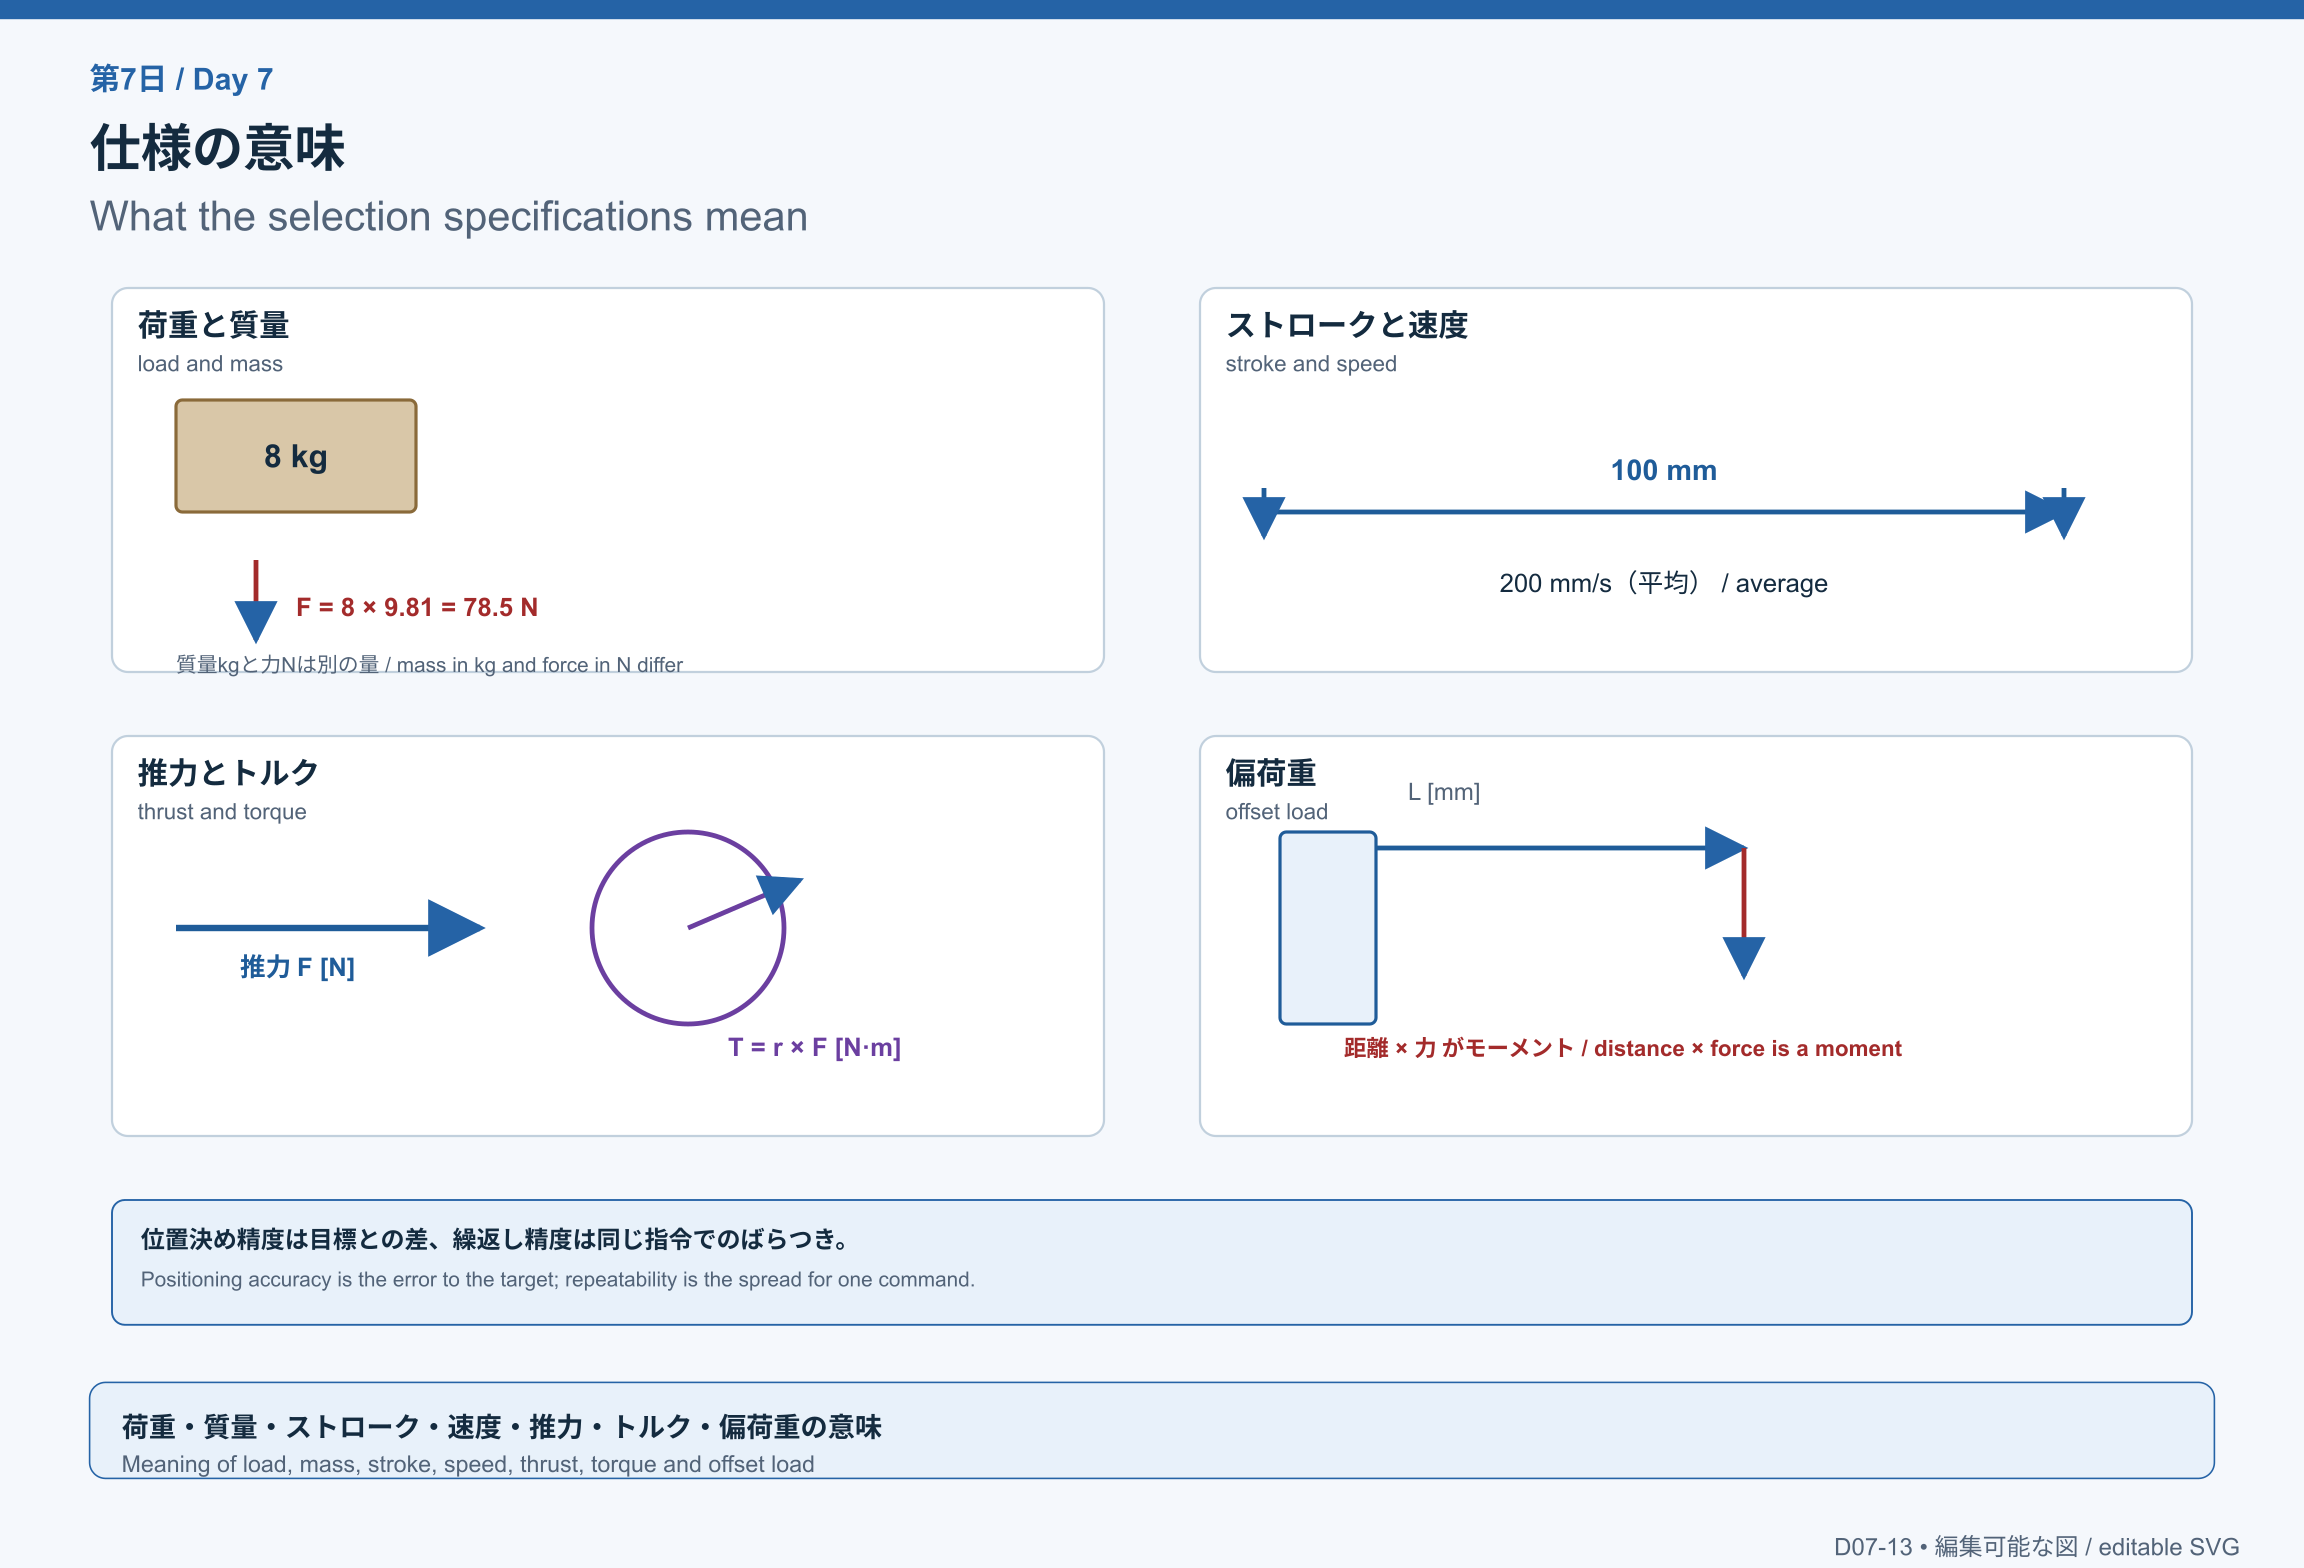 第7日 / Day 7
仕様の意味
What the selection specifications mean
荷重と質量
load and mass
8 kg
F = 8 × 9.81 = 78.5 N
質量kgと力Nは別の量 / mass in kg and force in N differ
ストロークと速度
stroke and speed
100 mm
200 mm/s（平均） / average
推力とトルク
thrust and torque
推力 F [N]
T = r × F [N·m]
偏荷重
offset load
L [mm]
距離 × 力 がモーメント / distance × force is a moment
位置決め精度は目標との差、繰返し精度は同じ指令でのばらつき。
Positioning accuracy is the error to the target; repeatability is the spread for one command.
荷重・質量・ストローク・速度・推力・トルク・偏荷重の意味
Meaning of load, mass, stroke, speed, thrust, torque and offset load
D07-13 • 編集可能な図 / editable SVG